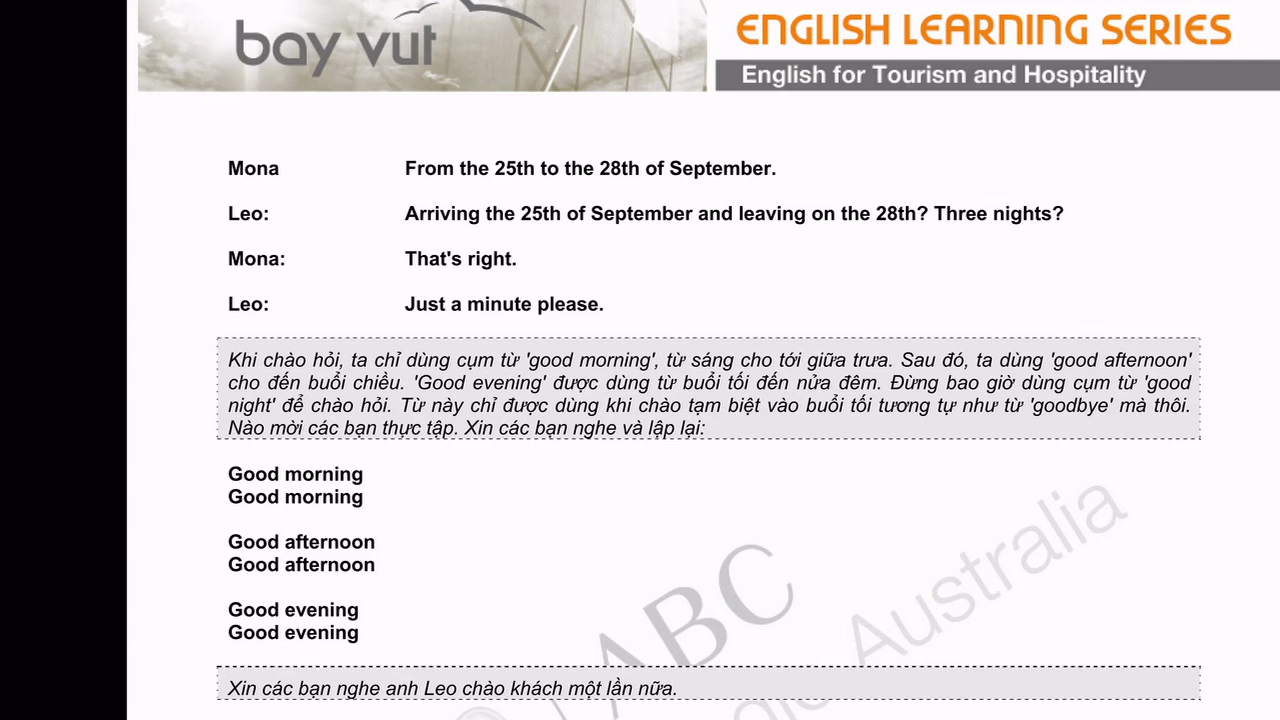 bay vut
ENGLISH LEARNING SERIES
English for Tourism and Hospitality
Mona From the 25th to the 28th of September.
Leo: Arriving the 25th of September and leaving on the 28th? Three nights?
Mona: That's right.
Leo: Just a minute please.
Khi chào hỏi, ta chỉ dùng cụm từ 'good morning', từ sáng cho tới giữa trưa. Sau đó, ta dùng 'good afternoon'
cho đến buổi chiều. 'Good evening' được dùng từ buổi tối đến nửa đêm. Đừng bao giờ dùng cụm từ 'good
night' để chào hỏi. Từ này chỉ được dùng khi chào tạm biệt vào buổi tối tương tự như từ 'goodbye' mà thôi.
Nào mời các bạn thực tập. Xin các bạn nghe và lập lại:
Good morning
Good morning
Good afternoon
Good afternoon
Good evening
Good evening
ABC
Australia
Xin các bạn nghe anh Leo chào khách một lần nữa.